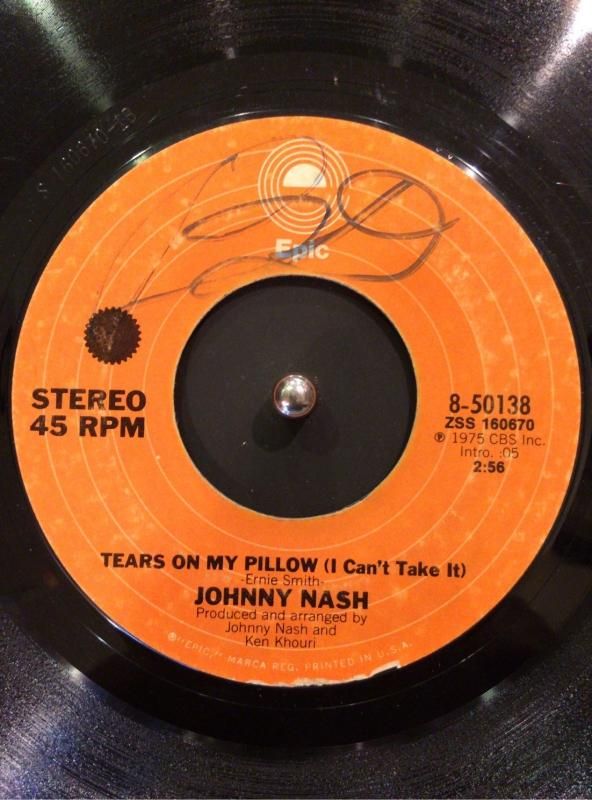 Epic
STEREO
45 RPM
8-50138
ZSS 160670
℗ 1975 CBS Inc.
Intro. :05
2:56
TEARS ON MY PILLOW (I Can't Take It)
-Ernie Smith-
JOHNNY NASH
Produced and arranged by
Johnny Nash and
Ken Khouri
®"EPIC," MARCA REG. PRINTED IN U.S.A.